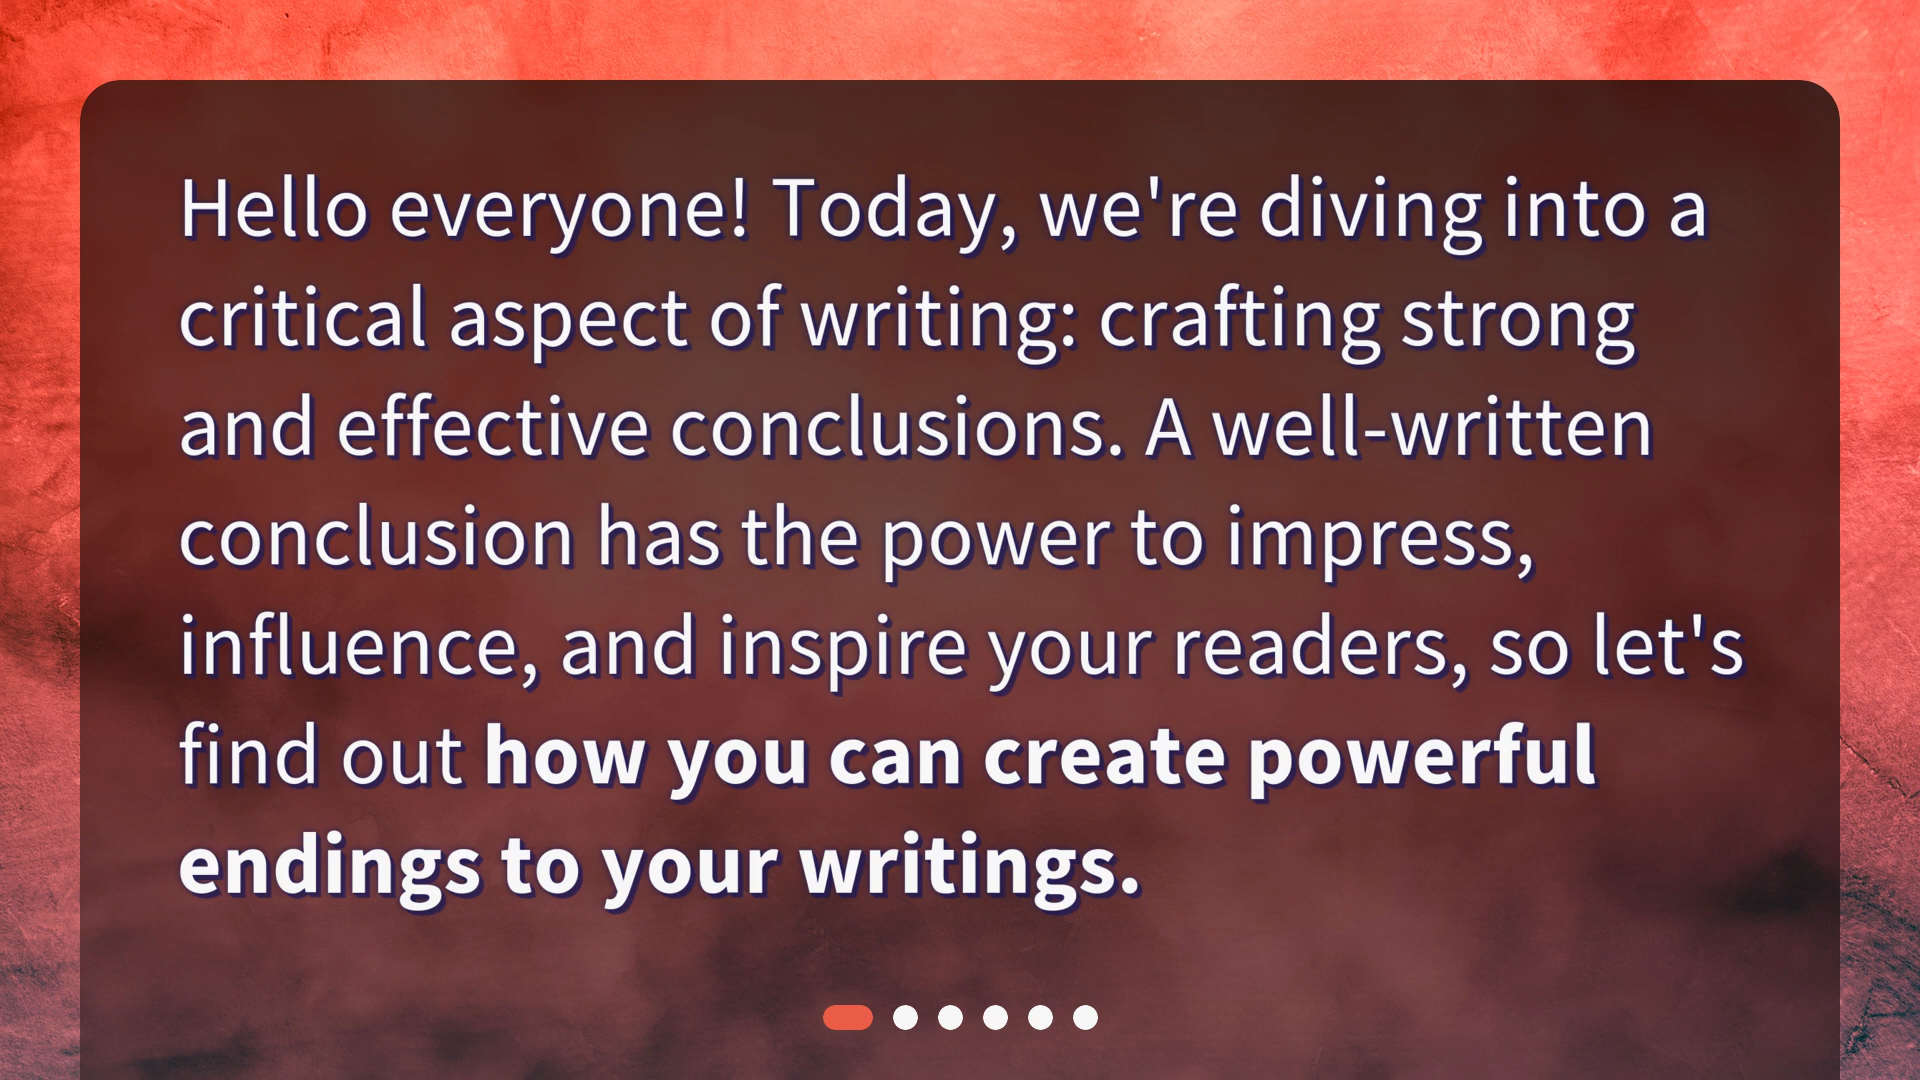 Hello everyone! Today, we're diving into a
critical aspect of writing: crafting strong
and effective conclusions. A well-written
conclusion has the power to impress,
influence, and inspire your readers, so let's
find out how you can create powerful
endings to your writings.